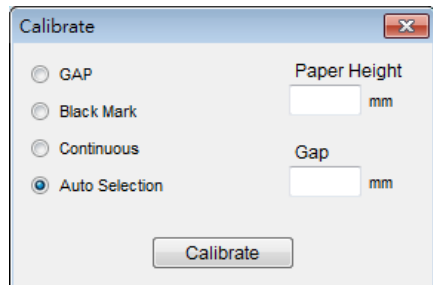 Calibrate
GAP
Black Mark
Continuous
Auto Selection
Paper Height
mm
Gap
mm
Calibrate